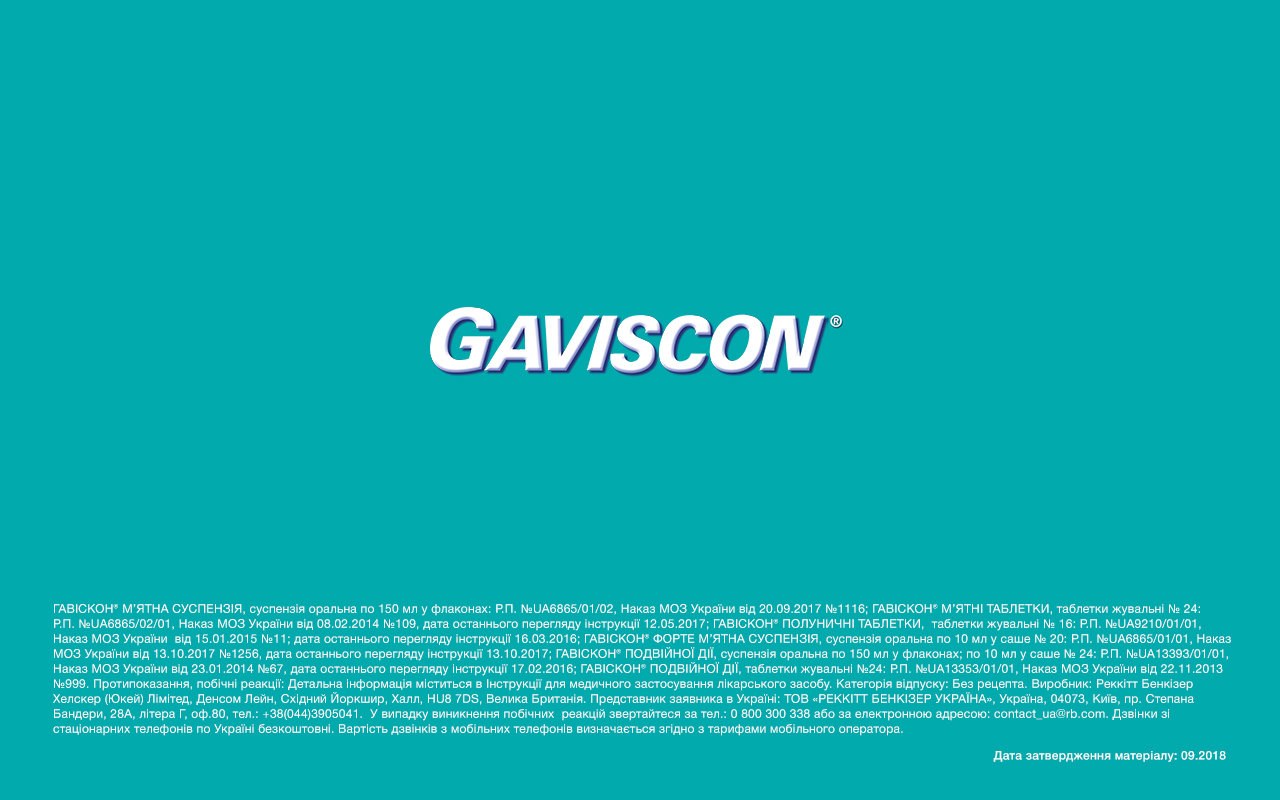 GAVISCON®
ГАВІСКОН® М’ЯТНА СУСПЕНЗІЯ, суспензія оральна по 150 мл у флаконах: Р.П. №UA6865/01/02, Наказ МОЗ України від 20.09.2017 №1116; ГАВІСКОН® М’ЯТНІ ТАБЛЕТКИ, таблетки жувальні № 24:
Р.П. №UA6865/02/01, Наказ МОЗ України від 08.02.2014 №109, дата останнього перегляду інструкції 12.05.2017; ГАВІСКОН® ПОЛУНИЧНІ ТАБЛЕТКИ, таблетки жувальні № 16: Р.П. №UA9210/01/01,
Наказ МОЗ України від 15.01.2015 №11; дата останнього перегляду інструкції 16.03.2016; ГАВІСКОН® ФОРТЕ М’ЯТНА СУСПЕНЗІЯ, суспензія оральна по 10 мл у саше № 20: Р.П. №UA6865/01/01, Наказ
МОЗ України від 13.10.2017 №1256, дата останнього перегляду інструкції 13.10.2017; ГАВІСКОН® ПОДВІЙНОЇ ДІЇ, суспензія оральна по 150 мл у флаконах; по 10 мл у саше № 24: Р.П. №UA13393/01/01,
Наказ МОЗ України від 23.01.2014 №67, дата останнього перегляду інструкції 17.02.2016; ГАВІСКОН® ПОДВІЙНОЇ ДІЇ, таблетки жувальні №24: Р.П. №UA13353/01/01, Наказ МОЗ України від 22.11.2013
№999. Протипоказання, побічні реакції: Детальна інформація міститься в Інструкції для медичного застосування лікарського засобу. Категорія відпуску: Без рецепта. Виробник: Реккітт Бенкізер
Хелскер (Юкей) Лімітед, Денсом Лейн, Східний Йоркшир, Халл, HU8 7DS, Велика Британія. Представник заявника в Україні: ТОВ «РЕККІТТ БЕНКІЗЕР УКРАЇНА», Україна, 04073, Київ, пр. Степана
Бандери, 28А, літера Г, оф.80, тел.: +38(044)3905041. У випадку виникнення побічних реакцій звертайтеся за тел.: 0 800 300 338 або за електронною адресою: contact_ua@rb.com. Дзвінки зі
стаціонарних телефонів по Україні безкоштовні. Вартість дзвінків з мобільних телефонів визначається згідно з тарифами мобільного оператора.
Дата затвердження матеріалу: 09.2018